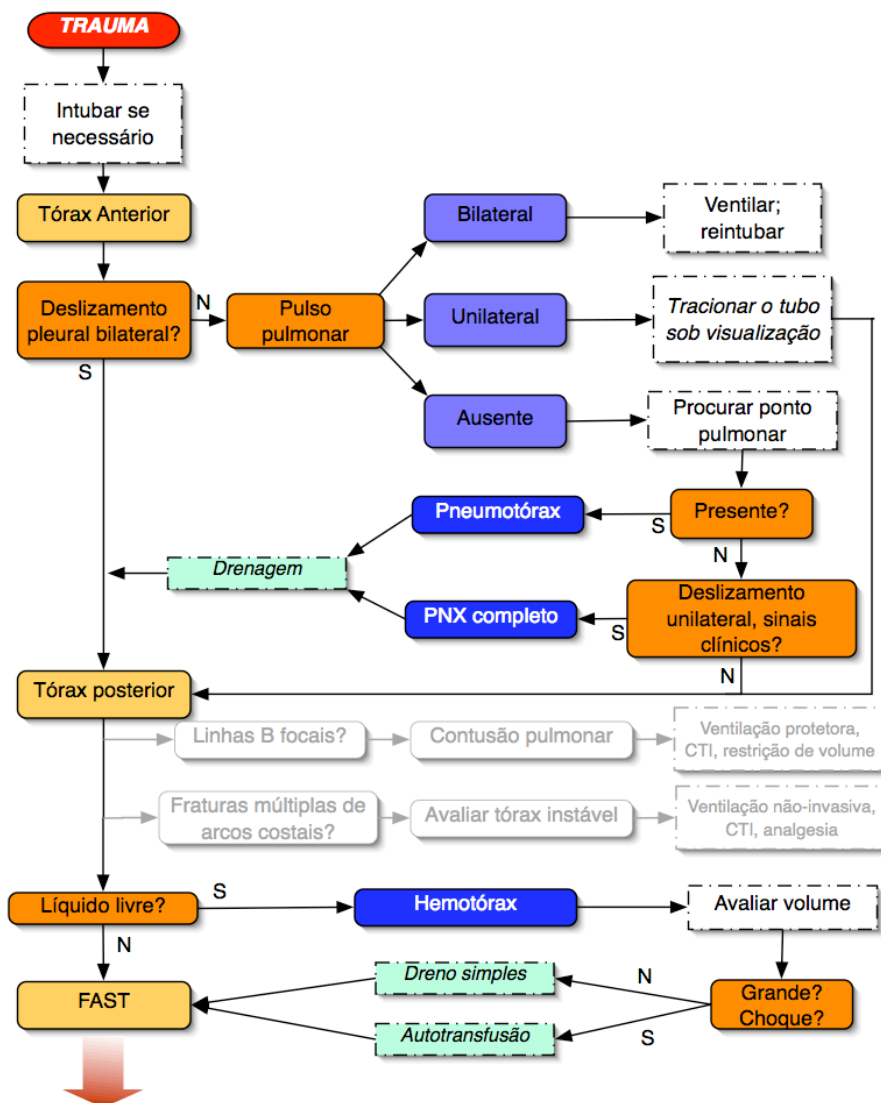 TRAUMA
Intubar se
necessário
Tórax Anterior
Deslizamento
pleural bilateral?
N
S
Pulso
pulmonar
Bilateral
Ventilar;
reintubar
Unilateral
Tracionar o tubo
sob visualização
Ausente
Procurar ponto
pulmonar
Presente?
S
N
Pneumotórax
Drenagem
PNX completo
S
Deslizamento
unilateral, sinais
clínicos?
N
Tórax posterior
Linhas B focais?
Contusão pulmonar
Ventilação protetora,
CTI, restrição de volume
Fraturas múltiplas de
arcos costais?
Avaliar tórax instável
Ventilação não-invasiva,
CTI, analgesia
Líquido livre?
S
N
Hemotórax
Avaliar volume
Grande?
Choque?
N
S
Dreno simples
Autotransfusão
FAST